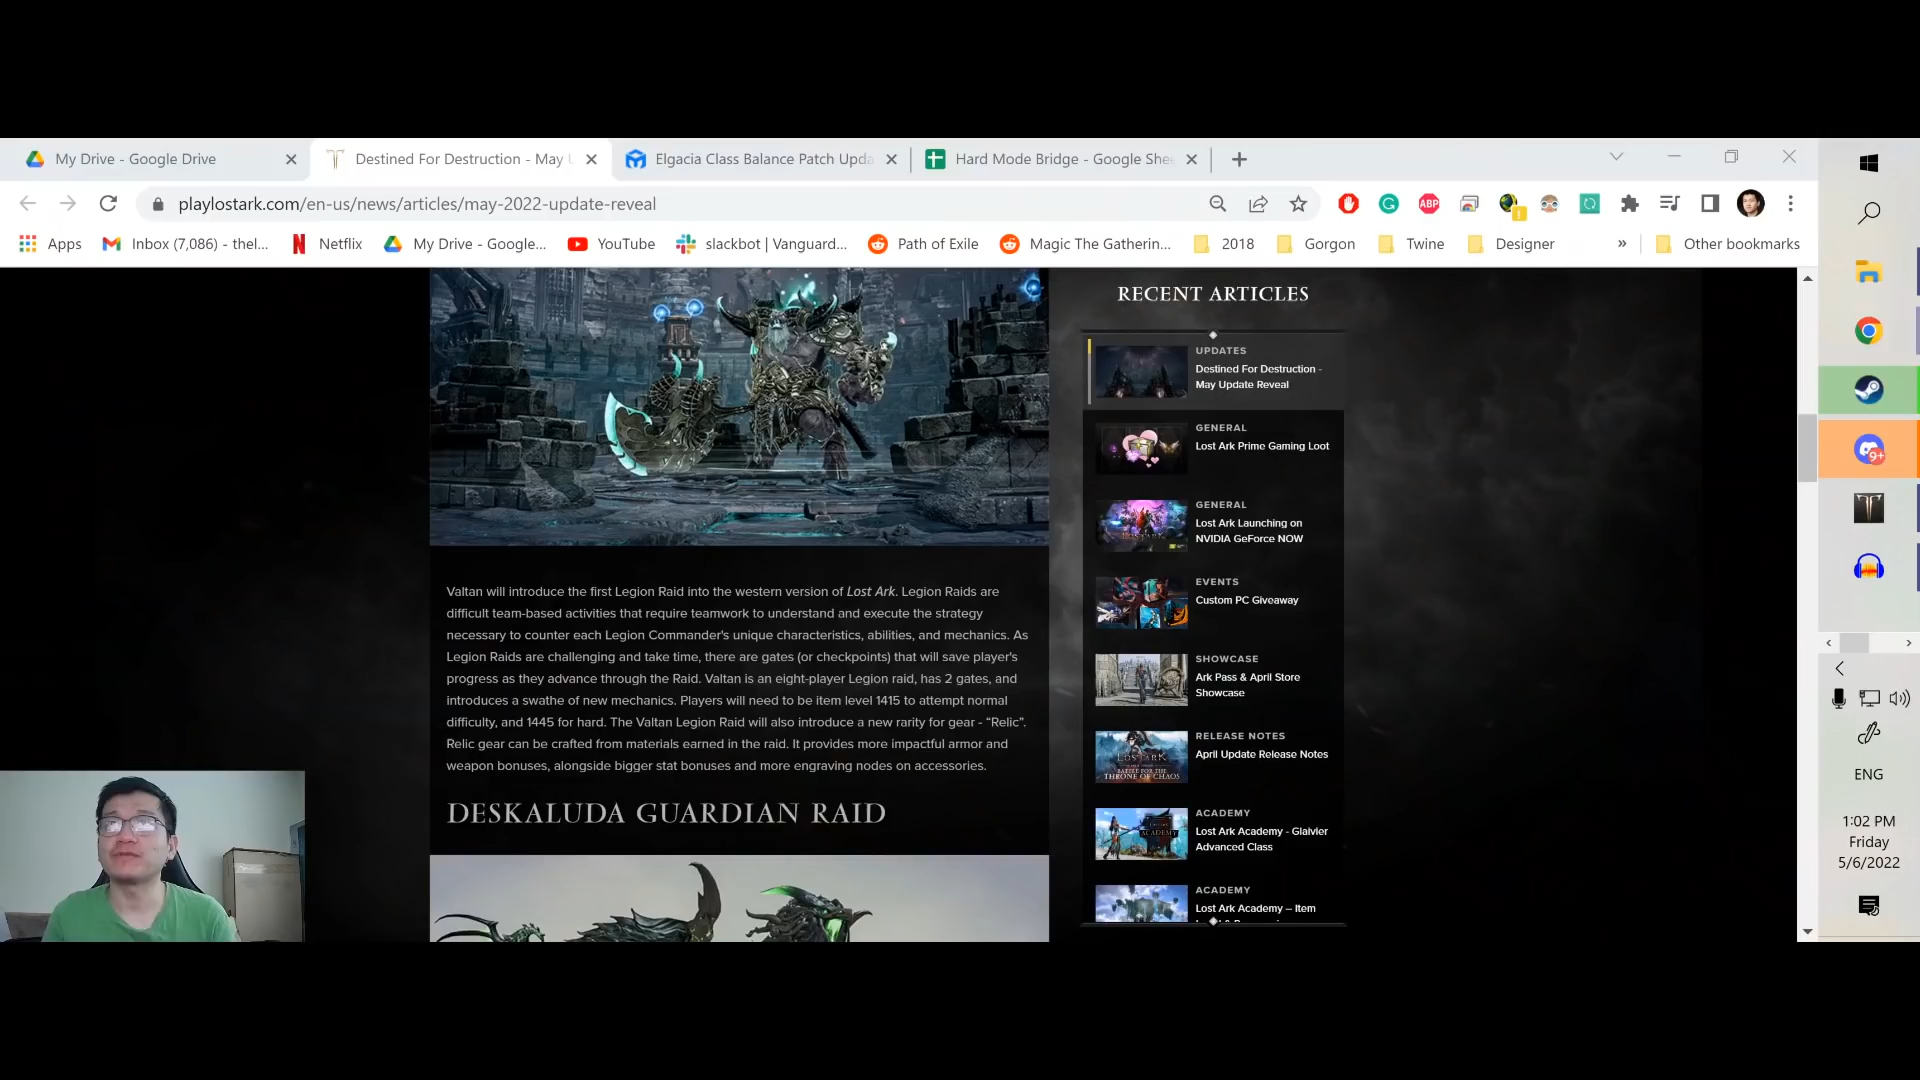 My Drive - Google Drive
Destined For Destruction - May
Elgacia Class Balance Patch Upda
Hard Mode Bridge - Google Shee
playlostark.com/en-us/news/articles/may-2022-update-reveal
ABP
Apps
Inbox (7,086) - thel...
Netflix
My Drive - Google...
YouTube
slackbot | Vanguard...
Path of Exile
Magic The Gatherin...
2018
Gorgon
Twine
Designer
»
Other bookmarks
Valtan will introduce the first Legion Raid into the western version of Lost Ark. Legion Raids are
difficult team-based activities that require teamwork to understand and execute the strategy
necessary to counter each Legion Commander's unique characteristics, abilities, and mechanics. As
Legion Raids are challenging and take time, there are gates (or checkpoints) that will save player's
progress as they advance through the Raid. Valtan is an eight-player Legion raid, has 2 gates, and
introduces a swathe of new mechanics. Players will need to be item level 1415 to attempt normal
difficulty, and 1445 for hard. The Valtan Legion Raid will also introduce a new rarity for gear - “Relic”.
Relic gear can be crafted from materials earned in the raid. It provides more impactful armor and
weapon bonuses, alongside bigger stat bonuses and more engraving nodes on accessories.
DESKALUDA GUARDIAN RAID
RECENT ARTICLES
UPDATES
Destined For Destruction -
May Update Reveal
GENERAL
Lost Ark Prime Gaming Loot
GENERAL
Lost Ark Launching on
NVIDIA GeForce NOW
EVENTS
Custom PC Giveaway
SHOWCASE
Ark Pass & April Store
Showcase
RELEASE NOTES
April Update Release Notes
LOST ARK
BATTLE FOR THE
THRONE OF CHAOS
ACADEMY
Lost Ark Academy - Glaivier
Advanced Class
ACADEMY
ACADEMY
Lost Ark Academy – Item
9+
ENG
1:02 PM
Friday
5/6/2022